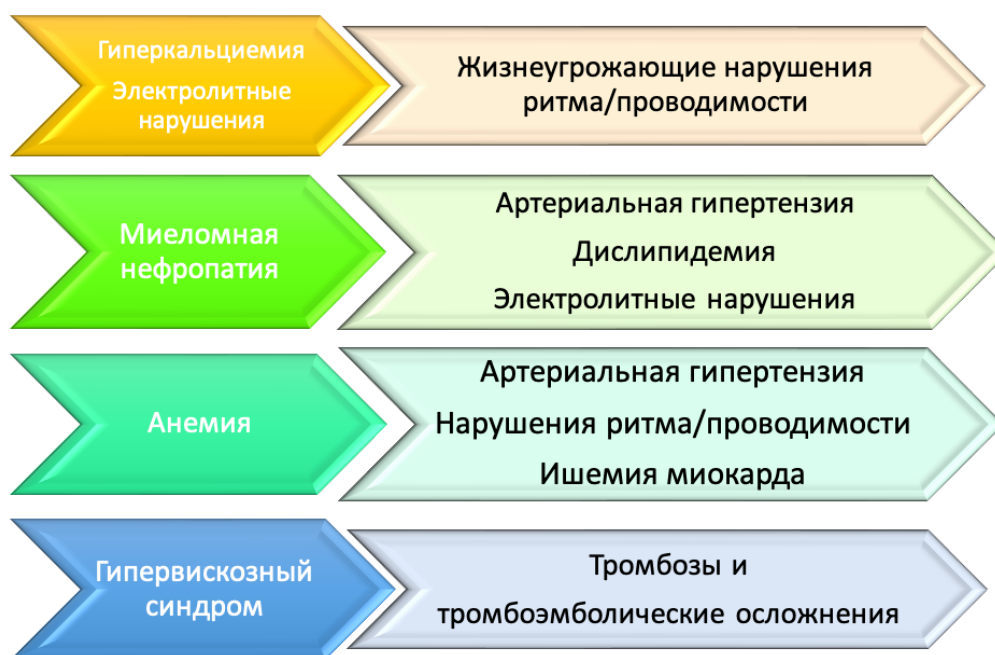 Гиперкальциемия
Электролитные
нарушения
Жизнеугрожающие нарушения
ритма/проводимости
Миеломная
нефропатия
Артериальная гипертензия
Дислипидемия
Электролитные нарушения
Анемия
Артериальная гипертензия
Нарушения ритма/проводимости
Ишемия миокарда
Гипервискозный
синдром
Тромбозы и
тромбоэмболические осложнения